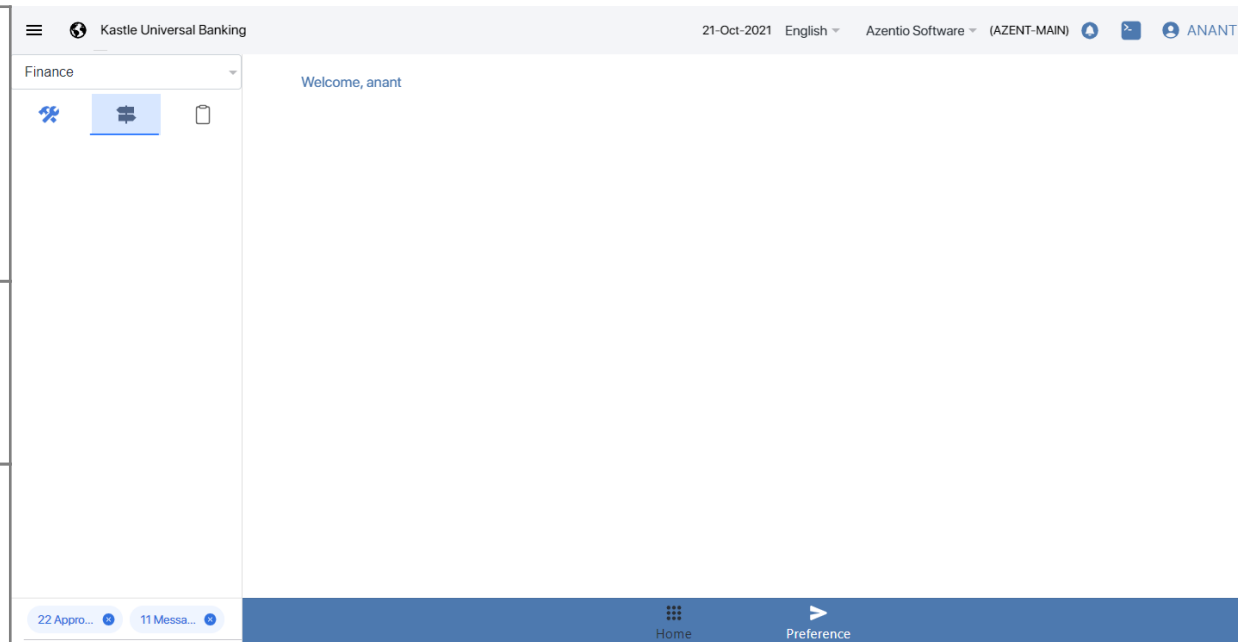 Kastle Universal Banking
21-Oct-2021 English Azentio Software (AZENT-MAIN) ANANT
Finance
Welcome, anant
22 Appro... 11 Messa...
Home Preference